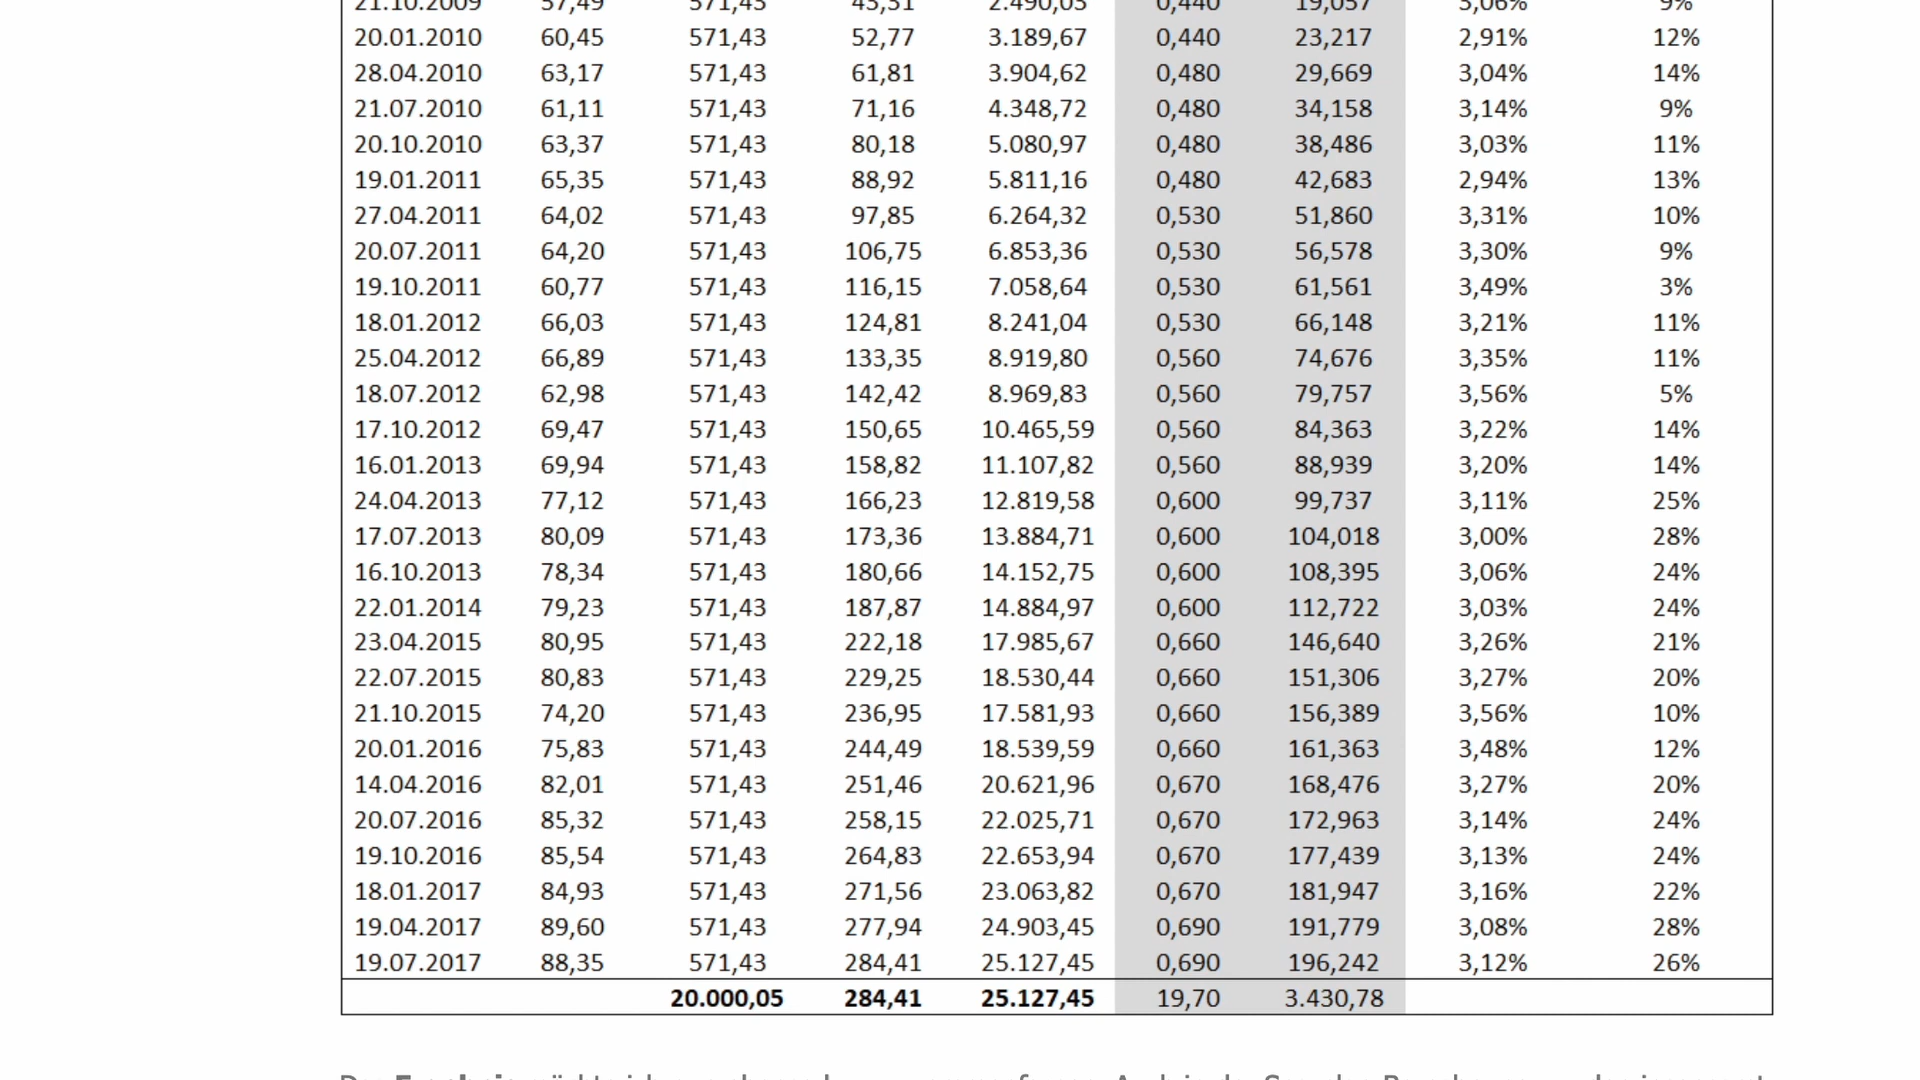 21.10.2009 57,49 571,43 43,31 2.490,03 0,440 19,057 3,06% 9%
20.01.2010 60,45 571,43 52,77 3.189,67 0,440 23,217 2,91% 12%
28.04.2010 63,17 571,43 61,81 3.904,62 0,480 29,669 3,04% 14%
21.07.2010 61,11 571,43 71,16 4.348,72 0,480 34,158 3,14% 9%
20.10.2010 63,37 571,43 80,18 5.080,97 0,480 38,486 3,03% 11%
19.01.2011 65,35 571,43 88,92 5.811,16 0,480 42,683 2,94% 13%
27.04.2011 64,02 571,43 97,85 6.264,32 0,530 51,860 3,31% 10%
20.07.2011 64,20 571,43 106,75 6.853,36 0,530 56,578 3,30% 9%
19.10.2011 60,77 571,43 116,15 7.058,64 0,530 61,561 3,49% 3%
18.01.2012 66,03 571,43 124,81 8.241,04 0,530 66,148 3,21% 11%
25.04.2012 66,89 571,43 133,35 8.919,80 0,560 74,676 3,35% 11%
18.07.2012 62,98 571,43 142,42 8.969,83 0,560 79,757 3,56% 5%
17.10.2012 69,47 571,43 150,65 10.465,59 0,560 84,363 3,22% 14%
16.01.2013 69,94 571,43 158,82 11.107,82 0,560 88,939 3,20% 14%
24.04.2013 77,12 571,43 166,23 12.819,58 0,600 99,737 3,11% 25%
17.07.2013 80,09 571,43 173,36 13.884,71 0,600 104,018 3,00% 28%
16.10.2013 78,34 571,43 180,66 14.152,75 0,600 108,395 3,06% 24%
22.01.2014 79,23 571,43 187,87 14.884,97 0,600 112,722 3,03% 24%
23.04.2015 80,95 571,43 222,18 17.985,67 0,660 146,640 3,26% 21%
22.07.2015 80,83 571,43 229,25 18.530,44 0,660 151,306 3,27% 20%
21.10.2015 74,20 571,43 236,95 17.581,93 0,660 156,389 3,56% 10%
20.01.2016 75,83 571,43 244,49 18.539,59 0,660 161,363 3,48% 12%
14.04.2016 82,01 571,43 251,46 20.621,96 0,670 168,476 3,27% 20%
20.07.2016 85,32 571,43 258,15 22.025,71 0,670 172,963 3,14% 24%
19.10.2016 85,54 571,43 264,83 22.653,94 0,670 177,439 3,13% 24%
18.01.2017 84,93 571,43 271,56 23.063,82 0,670 181,947 3,16% 22%
19.04.2017 89,60 571,43 277,94 24.903,45 0,690 191,779 3,08% 28%
19.07.2017 88,35 571,43 284,41 25.127,45 0,690 196,242 3,12% 26%
20.000,05 284,41 25.127,45 19,70 3.430,78